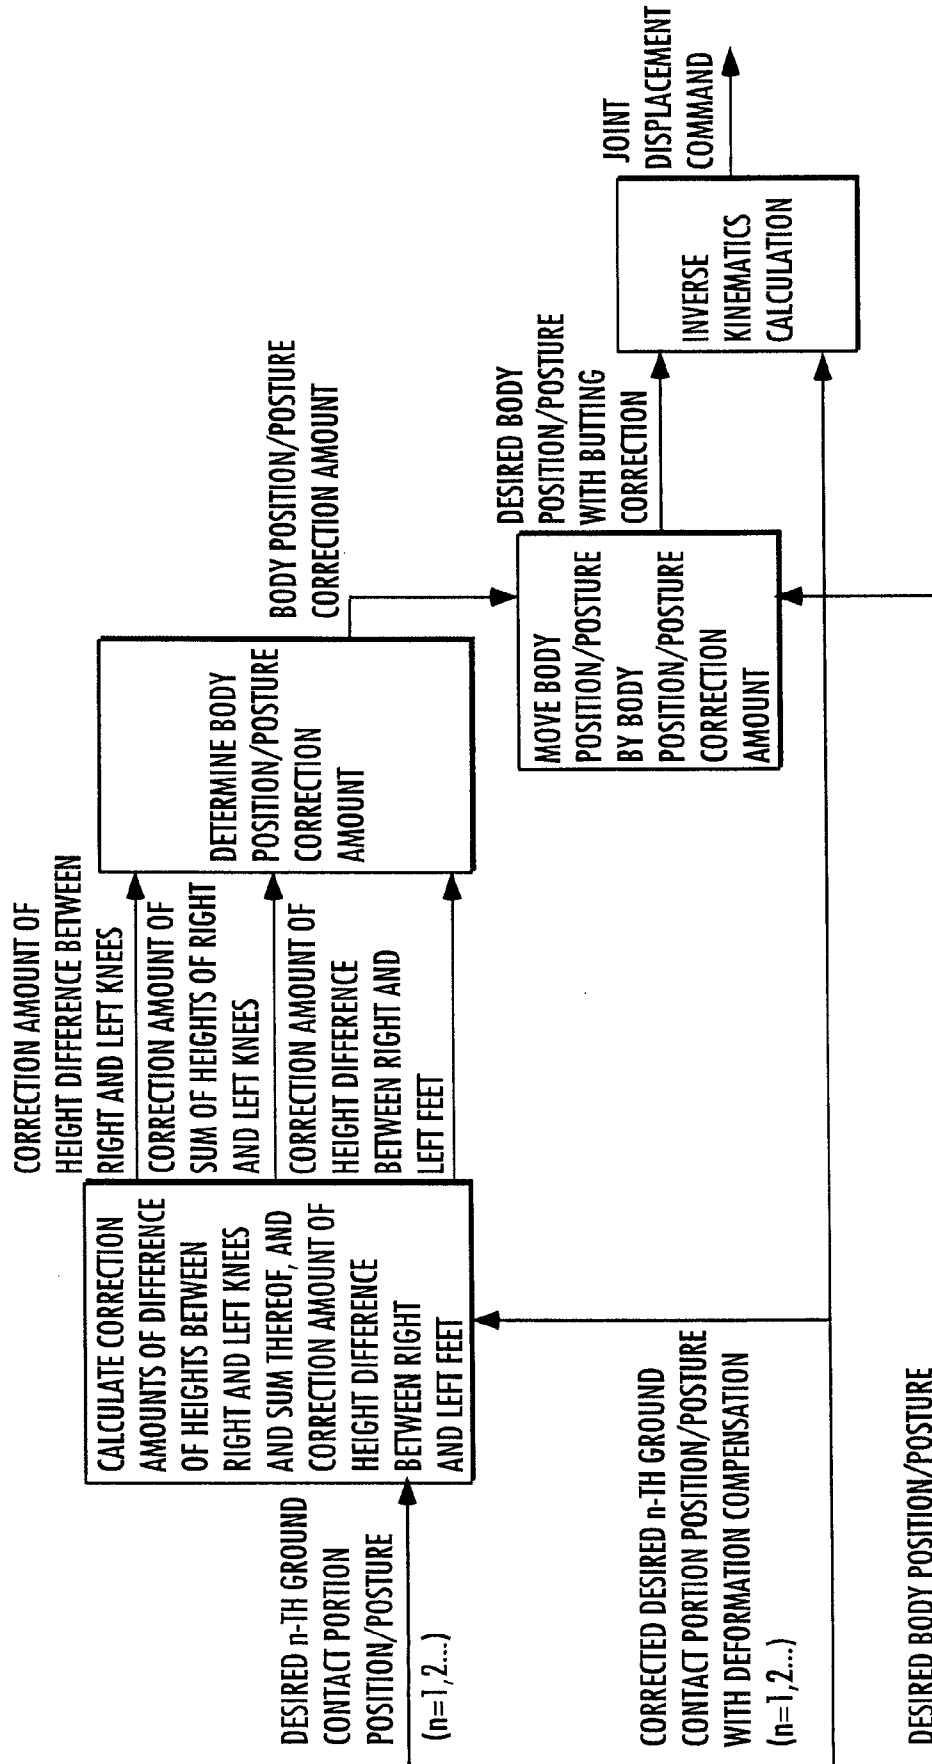 DESIRED n-TH GROUND
CONTACT PORTION
POSITION/POSTURE
(n=1,2...)
CALCULATE CORRECTION
AMOUNTS OF DIFFERENCE
OF HEIGHTS BETWEEN
RIGHT AND LEFT KNEES
AND SUM THEREOF, AND
CORRECTION AMOUNT OF
HEIGHT DIFFERENCE
BETWEEN RIGHT
AND LEFT FEET
CORRECTION AMOUNT OF
HEIGHT DIFFERENCE BETWEEN
RIGHT AND LEFT KNEES
CORRECTION AMOUNT OF
SUM OF HEIGHTS OF RIGHT
AND LEFT KNEES
CORRECTION AMOUNT OF
HEIGHT DIFFERENCE
BETWEEN RIGHT AND
LEFT FEET
DETERMINE BODY
POSITION/POSTURE
CORRECTION
AMOUNT
BODY POSITION/POSTURE
CORRECTION AMOUNT
MOVE BODY
POSITION/POSTURE
BY BODY
POSITION/POSTURE
CORRECTION
AMOUNT
DESIRED BODY
POSITION/POSTURE
WITH BUTTING
CORRECTION
INVERSE
KINEMATICS
CALCULATION
JOINT
DISPLACEMENT
COMMAND
CORRECTED DESIRED n-TH GROUND
CONTACT PORTION POSITION/POSTURE
WITH DEFORMATION COMPENSATION
(n=1,2...)
DESIRED BODY POSITION/POSTURE